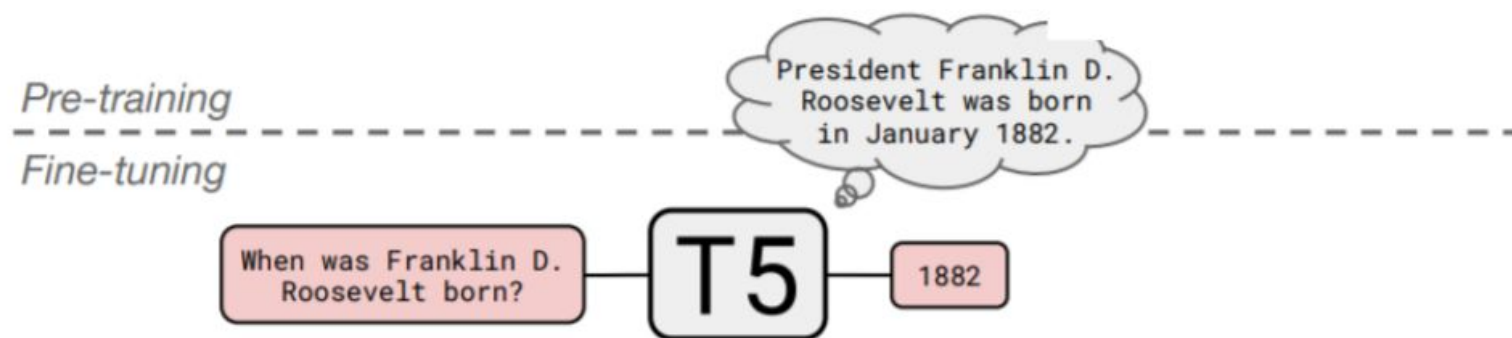 Pre-training
President Franklin D.
Roosevelt was born
in January 1882.
Fine-tuning
When was Franklin D.
Roosevelt born?
T5
1882